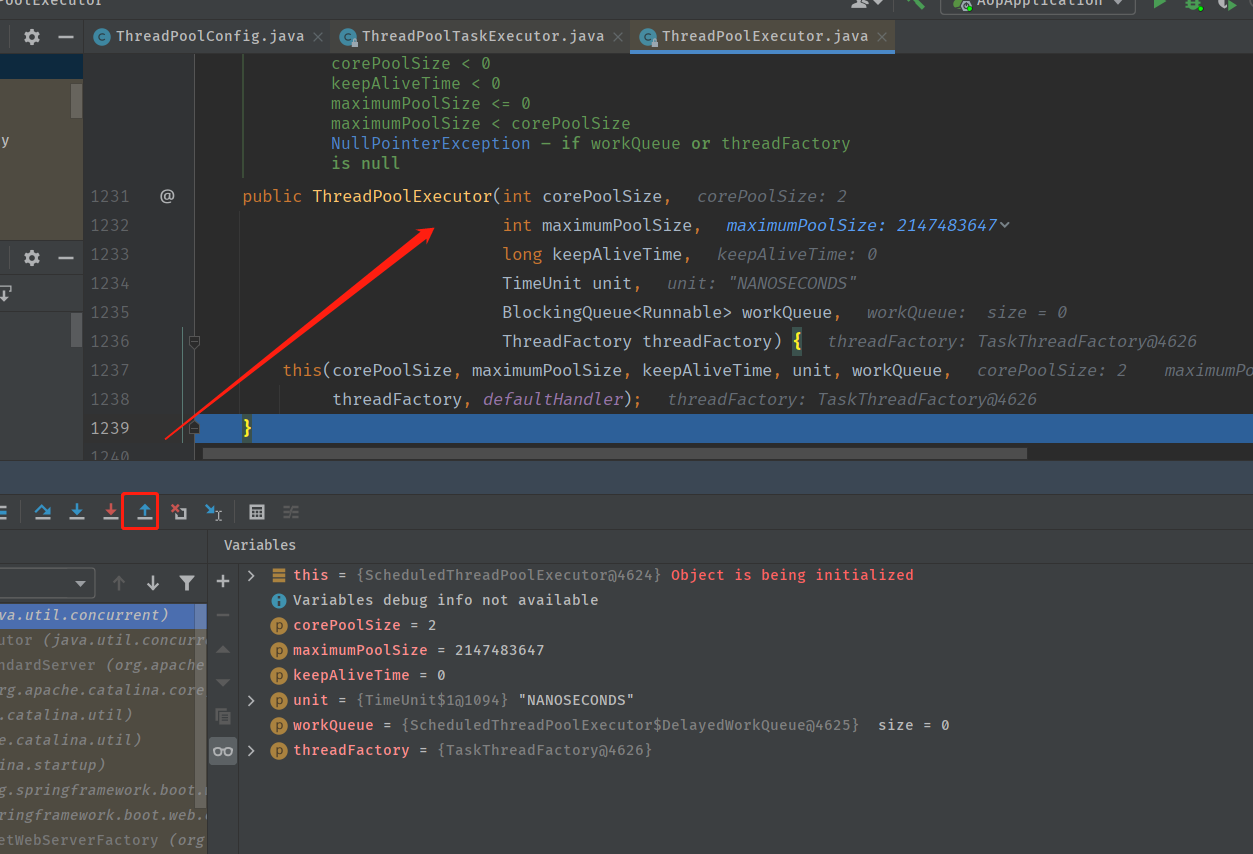 AopApplication
ThreadPoolConfig.java
ThreadPoolTaskExecutor.java
ThreadPoolExecutor.java
corePoolSize < 0
keepAliveTime < 0
maximumPoolSize <= 0
maximumPoolSize < corePoolSize
NullPointerException – if workQueue or threadFactory
is null
y
1231 @ public ThreadPoolExecutor(int corePoolSize, corePoolSize: 2
1232 int maximumPoolSize, maximumPoolSize: 2147483647
1233 long keepAliveTime, keepAliveTime: 0
1234 TimeUnit unit, unit: "NANOSECONDS"
1235 BlockingQueue<Runnable> workQueue, workQueue: size = 0
1236 ThreadFactory threadFactory) { threadFactory: TaskThreadFactory@4626
1237 this(corePoolSize, maximumPoolSize, keepAliveTime, unit, workQueue, corePoolSize: 2 maximumPo
1238 threadFactory, defaultHandler); threadFactory: TaskThreadFactory@4626
1239 }
1240
Variables
this = {ScheduledThreadPoolExecutor@4624} Object is being initialized
Variables debug info not available
corePoolSize = 2
maximumPoolSize = 2147483647
keepAliveTime = 0
unit = {TimeUnit$1@1094} "NANOSECONDS"
workQueue = {ScheduledThreadPoolExecutor$DelayedWorkQueue@4625} size = 0
threadFactory = {TaskThreadFactory@4626}
va.util.concurrent)
utor (java.util.concurr
ndardServer (org.apache
rg.apache.catalina.core
.catalina.util)
e.catalina.util)
ina.startup)
g.springframework.boot.
ringframework.boot.web.
etWebServerFactory (org